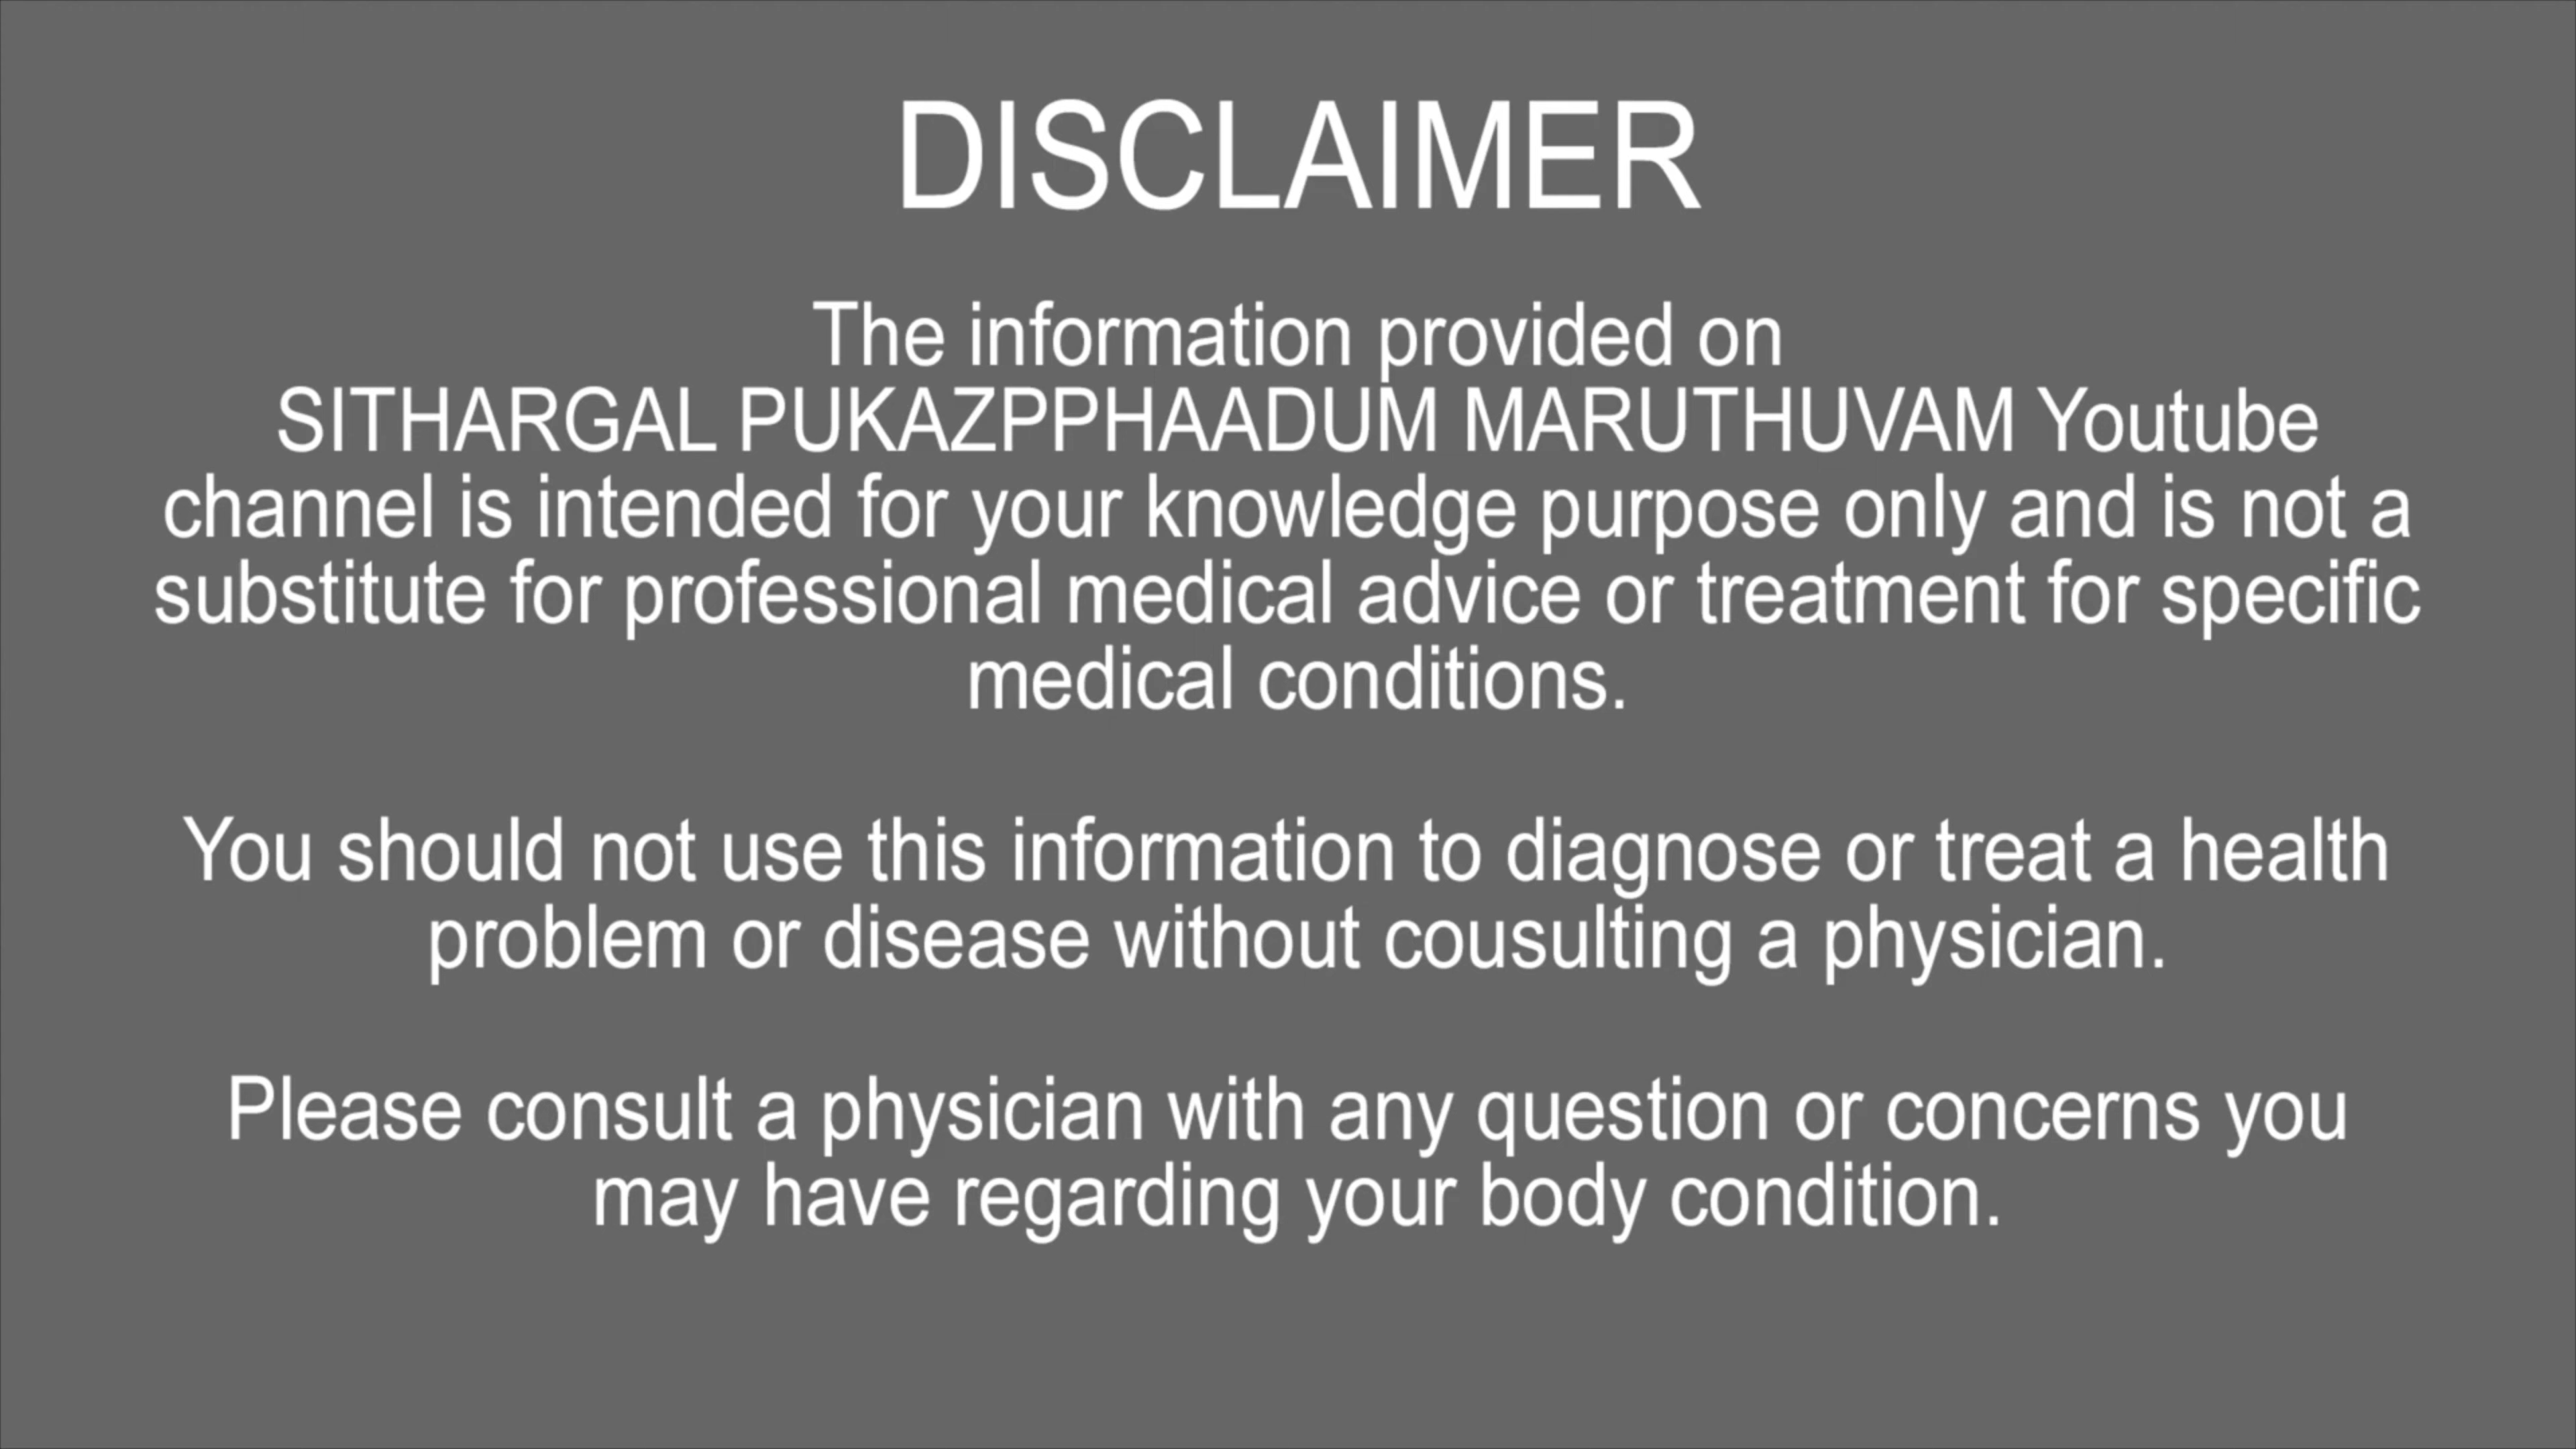 DISCLAIMER
The information provided on
SITHARGAL PUKAZPPHAADUM MARUTHUVAM Youtube
channel is intended for your knowledge purpose only and is not a
substitute for professional medical advice or treatment for specific
medical conditions.
You should not use this information to diagnose or treat a health
problem or disease without cousulting a physician.
Please consult a physician with any question or concerns you
may have regarding your body condition.